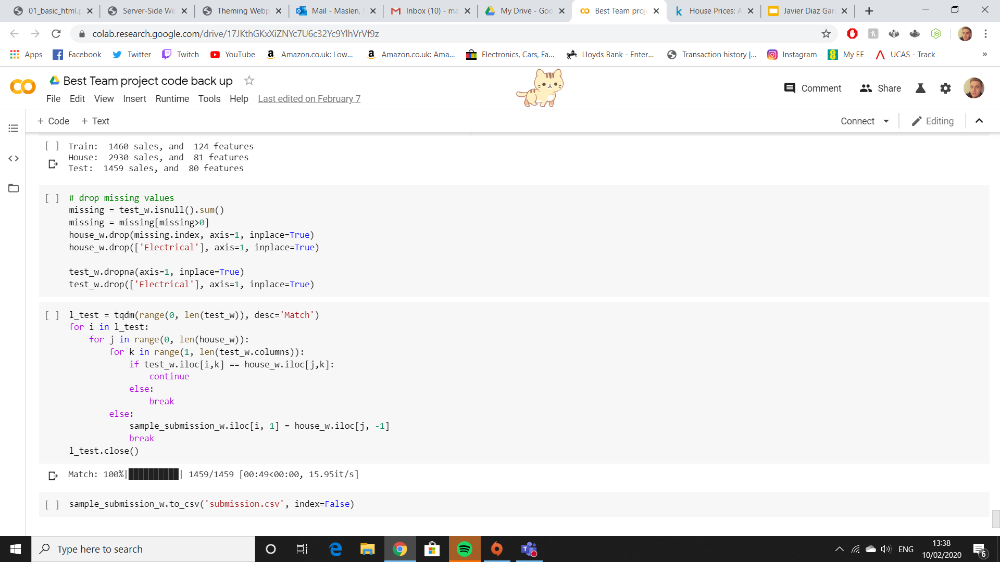 01_basic_html.p
Server-Side We
Theming Webp
Mail - Maslen,
Inbox (10) - ma
My Drive - Goo
Best Team proj
House Prices: A
Javier Diaz Gar
colab.research.google.com/drive/17JKthGKxXiZNYc7U6c32Yc9YlhVrVf9z
Apps Facebook Twitter Twitch YouTube Amazon.co.uk: Low... Amazon.co.uk: Ama... Electronics, Cars, Fa... Lloyds Bank - Enter... Transaction history |... Instagram My EE UCAS - Track »
Best Team project code back up
Comment Share
File Edit View Insert Runtime Tools Help Last edited on February 7
+ Code + Text
Connect Editing
[ ] Train:  1460 sales, and  124 features
House:  2930 sales, and  81 features
Test:  1459 sales, and  80 features
[ ] # drop missing values
missing = test_w.isnull().sum()
missing = missing[missing>0]
house_w.drop(missing.index, axis=1, inplace=True)
house_w.drop(['Electrical'], axis=1, inplace=True)
test_w.dropna(axis=1, inplace=True)
test_w.drop(['Electrical'], axis=1, inplace=True)
[ ] l_test = tqdm(range(0, len(test_w)), desc='Match')
for i in l_test:
    for j in range(0, len(house_w)):
        for k in range(1, len(test_w.columns)):
            if test_w.iloc[i,k] == house_w.iloc[j,k]:
                continue
            else:
                break
        else:
            sample_submission_w.iloc[i, 1] = house_w.iloc[j, -1]
            break
l_test.close()
Match: 100%|██████████| 1459/1459 [00:49<00:00, 15.95it/s]
[ ] sample_submission_w.to_csv('submission.csv', index=False)
Type here to search
ENG
13:38
10/02/2020
6